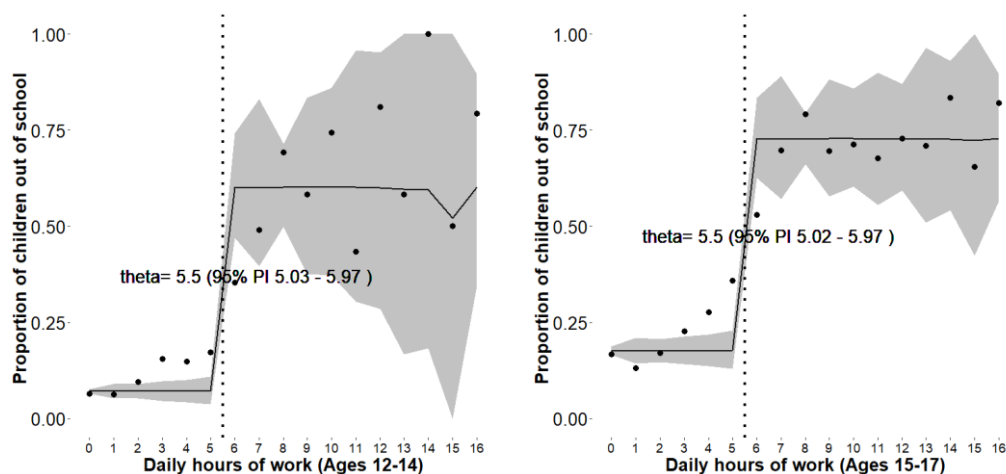 Proportion of children out of school
1.00
0.75
0.50
0.25
0.00
theta= 5.5 (95% PI 5.03 - 5.97 )
0 1 2 3 4 5 6 7 8 9 10 11 12 13 14 15 16
Daily hours of work (Ages 12-14)
Proportion of children out of school
1.00
0.75
0.50
0.25
0.00
theta= 5.5 (95% PI 5.02 - 5.97 )
0 1 2 3 4 5 6 7 8 9 10 11 12 13 14 15 16
Daily hours of work (Ages 15-17)